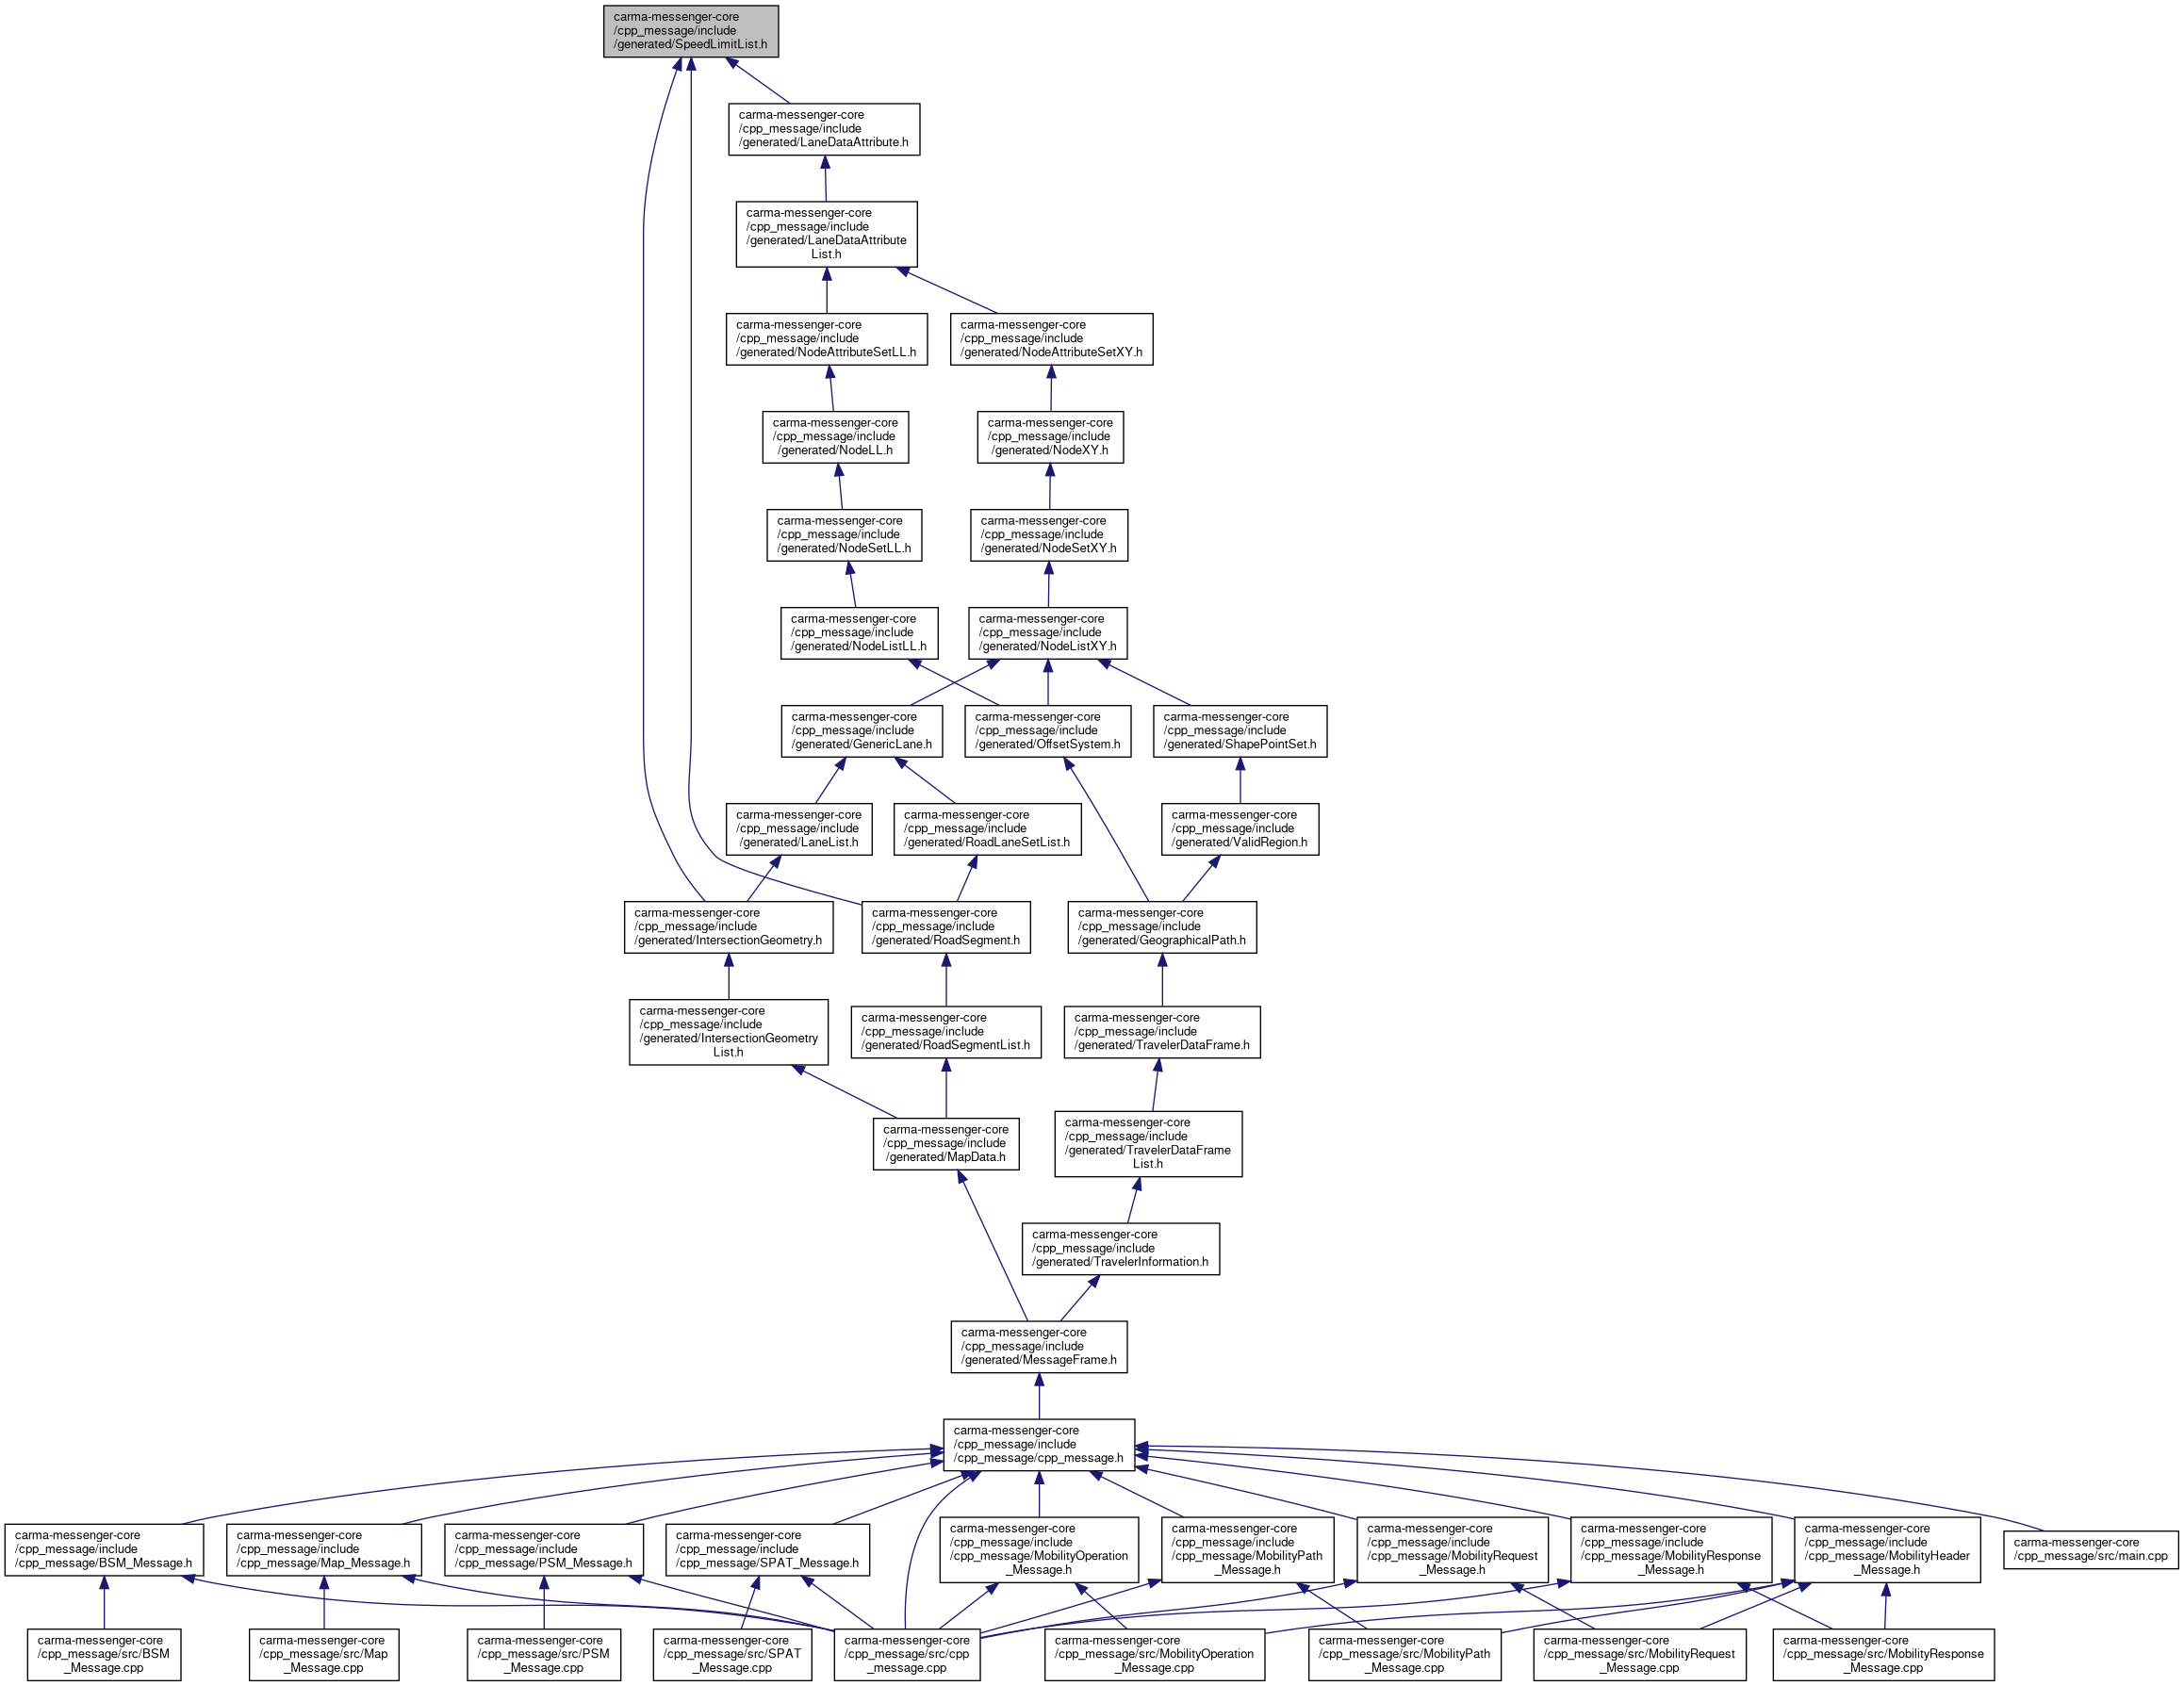 carma-messenger-core
/cpp_message/include
/generated/SpeedLimitList.h
carma-messenger-core
/cpp_message/include
/generated/LaneDataAttribute.h
carma-messenger-core
/cpp_message/include
/generated/LaneDataAttribute
List.h
carma-messenger-core
/cpp_message/include
/generated/NodeAttributeSetLL.h
carma-messenger-core
/cpp_message/include
/generated/NodeAttributeSetXY.h
carma-messenger-core
/cpp_message/include
/generated/NodeLL.h
carma-messenger-core
/cpp_message/include
/generated/NodeXY.h
carma-messenger-core
/cpp_message/include
/generated/NodeSetLL.h
carma-messenger-core
/cpp_message/include
/generated/NodeSetXY.h
carma-messenger-core
/cpp_message/include
/generated/NodeListLL.h
carma-messenger-core
/cpp_message/include
/generated/NodeListXY.h
carma-messenger-core
/cpp_message/include
/generated/GenericLane.h
carma-messenger-core
/cpp_message/include
/generated/OffsetSystem.h
carma-messenger-core
/cpp_message/include
/generated/ShapePointSet.h
carma-messenger-core
/cpp_message/include
/generated/LaneList.h
carma-messenger-core
/cpp_message/include
/generated/RoadLaneSetList.h
carma-messenger-core
/cpp_message/include
/generated/ValidRegion.h
carma-messenger-core
/cpp_message/include
/generated/IntersectionGeometry.h
carma-messenger-core
/cpp_message/include
/generated/RoadSegment.h
carma-messenger-core
/cpp_message/include
/generated/GeographicalPath.h
carma-messenger-core
/cpp_message/include
/generated/IntersectionGeometry
List.h
carma-messenger-core
/cpp_message/include
/generated/RoadSegmentList.h
carma-messenger-core
/cpp_message/include
/generated/TravelerDataFrame.h
carma-messenger-core
/cpp_message/include
/generated/MapData.h
carma-messenger-core
/cpp_message/include
/generated/TravelerDataFrame
List.h
carma-messenger-core
/cpp_message/include
/generated/TravelerInformation.h
carma-messenger-core
/cpp_message/include
/generated/MessageFrame.h
carma-messenger-core
/cpp_message/include
/cpp_message/cpp_message.h
carma-messenger-core
/cpp_message/include
/cpp_message/BSM_Message.h
carma-messenger-core
/cpp_message/include
/cpp_message/Map_Message.h
carma-messenger-core
/cpp_message/include
/cpp_message/PSM_Message.h
carma-messenger-core
/cpp_message/include
/cpp_message/SPAT_Message.h
carma-messenger-core
/cpp_message/include
/cpp_message/MobilityOperation
_Message.h
carma-messenger-core
/cpp_message/include
/cpp_message/MobilityPath
_Message.h
carma-messenger-core
/cpp_message/include
/cpp_message/MobilityRequest
_Message.h
carma-messenger-core
/cpp_message/include
/cpp_message/MobilityResponse
_Message.h
carma-messenger-core
/cpp_message/include
/cpp_message/MobilityHeader
_Message.h
carma-messenger-core
/cpp_message/src/main.cpp
carma-messenger-core
/cpp_message/src/BSM
_Message.cpp
carma-messenger-core
/cpp_message/src/Map
_Message.cpp
carma-messenger-core
/cpp_message/src/PSM
_Message.cpp
carma-messenger-core
/cpp_message/src/SPAT
_Message.cpp
carma-messenger-core
/cpp_message/src/cpp
_message.cpp
carma-messenger-core
/cpp_message/src/MobilityOperation
_Message.cpp
carma-messenger-core
/cpp_message/src/MobilityPath
_Message.cpp
carma-messenger-core
/cpp_message/src/MobilityRequest
_Message.cpp
carma-messenger-core
/cpp_message/src/MobilityResponse
_Message.cpp